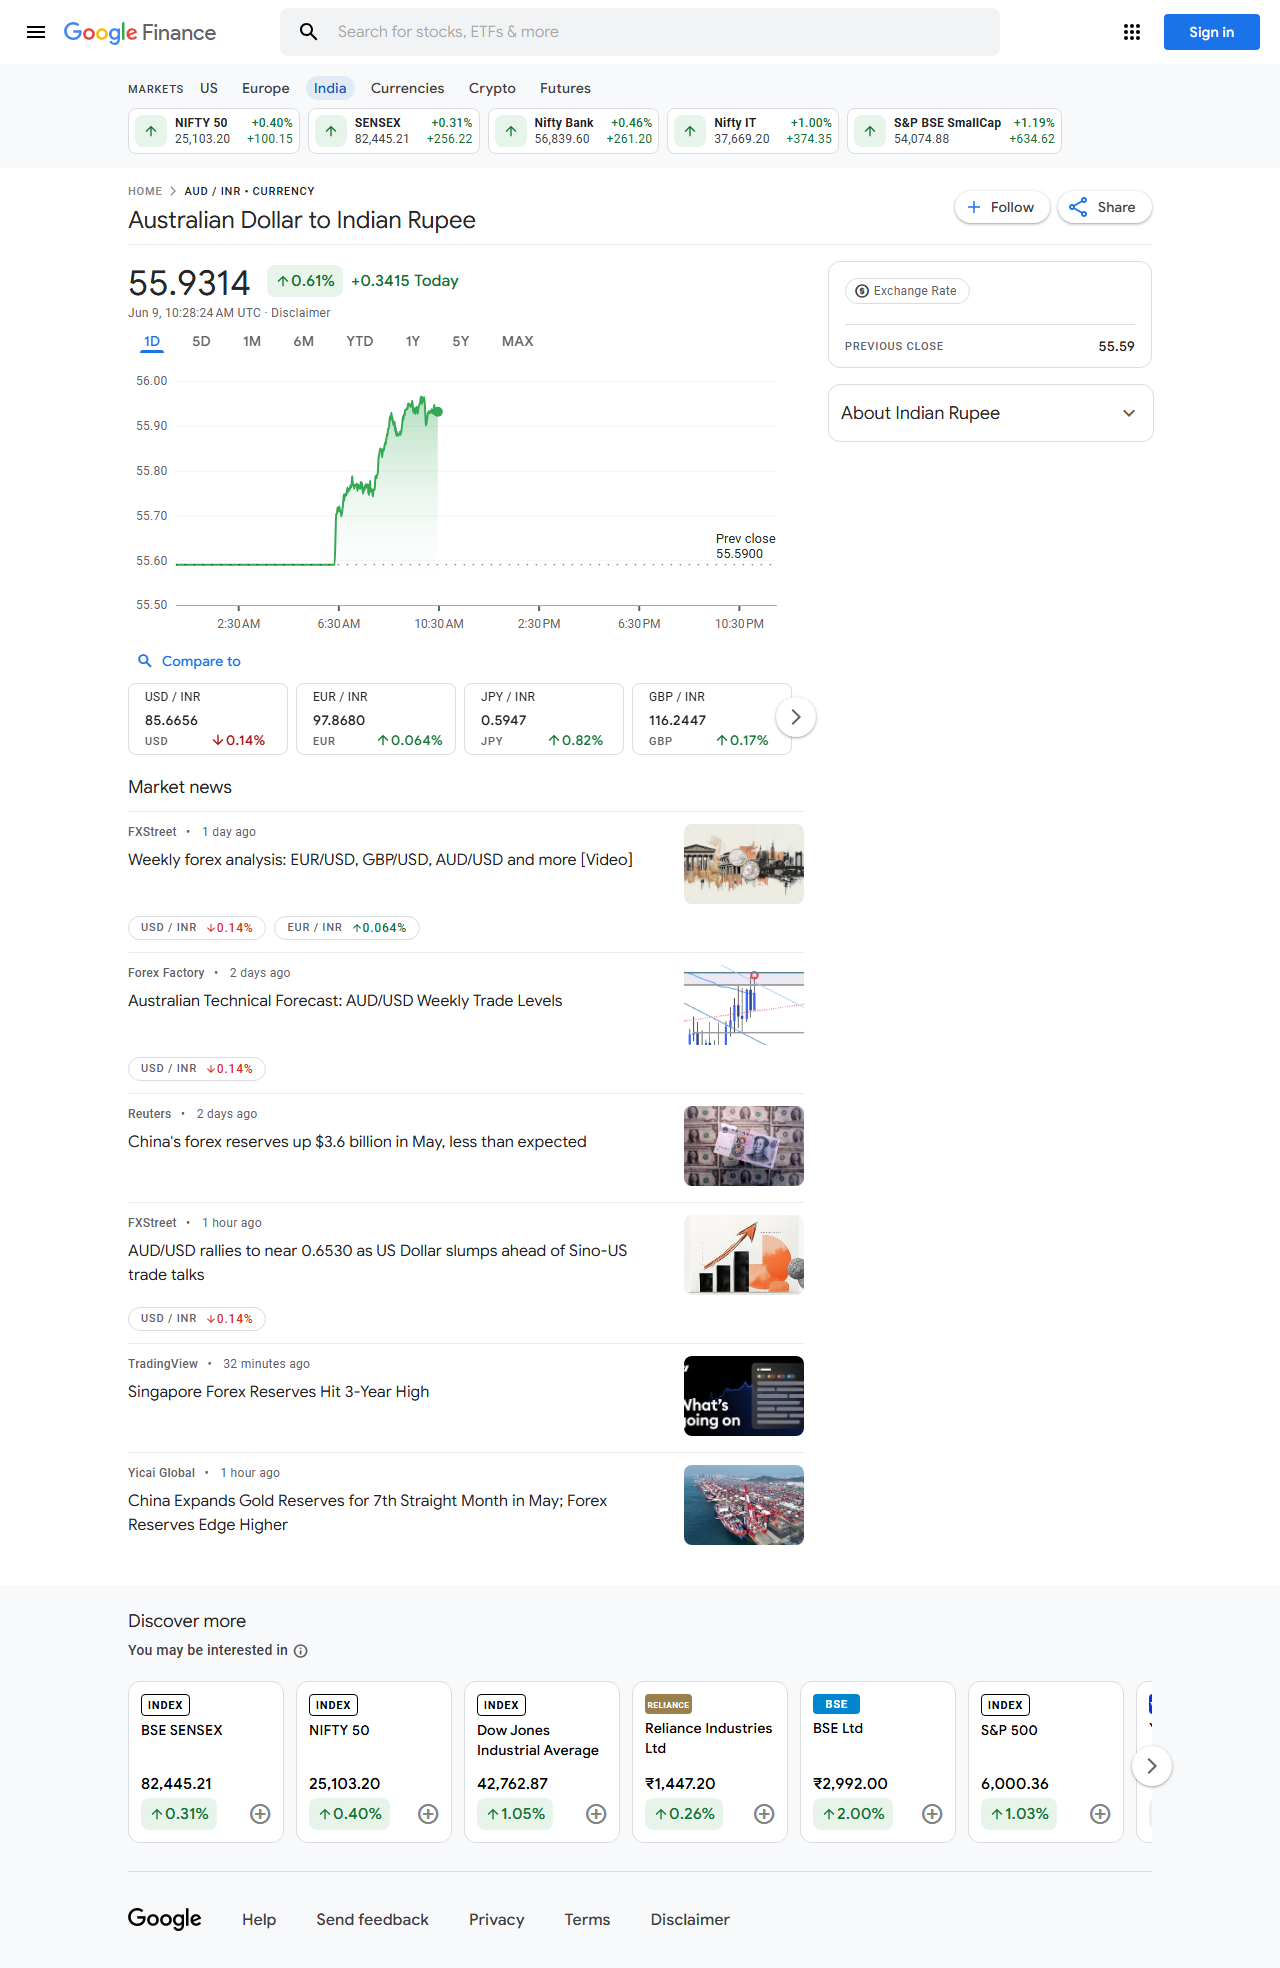 Google Finance
Search for stocks, ETFs & more
Sign in
MARKETS US Europe India Currencies Crypto Futures
NIFTY 50 +0.40%
25,103.20 +100.15
SENSEX +0.31%
82,445.21 +256.22
Nifty Bank +0.46%
56,839.60 +261.20
Nifty IT +1.00%
37,669.20 +374.35
S&P BSE SmallCap +1.19%
54,074.88 +634.62
HOME AUD / INR • CURRENCY
Australian Dollar to Indian Rupee
Follow
Share
55.9314 0.61% +0.3415 Today
Jun 9, 10:28:24 AM UTC · Disclaimer
1D 5D 1M 6M YTD 1Y 5Y MAX
56.00
55.90
55.80
55.70
55.60
55.50
Prev close
55.5900
2:30 AM 6:30 AM 10:30 AM 2:30 PM 6:30 PM 10:30 PM
Exchange Rate
PREVIOUS CLOSE 55.59
About Indian Rupee
Compare to
USD / INR
85.6656
USD 0.14%
EUR / INR
97.8680
EUR 0.064%
JPY / INR
0.5947
JPY 0.82%
GBP / INR
116.2447
GBP 0.17%
Market news
FXStreet • 1 day ago
Weekly forex analysis: EUR/USD, GBP/USD, AUD/USD and more [Video]
USD / INR 0.14% EUR / INR 0.064%
Forex Factory • 2 days ago
Australian Technical Forecast: AUD/USD Weekly Trade Levels
USD / INR 0.14%
Reuters • 2 days ago
China's forex reserves up $3.6 billion in May, less than expected
FXStreet • 1 hour ago
AUD/USD rallies to near 0.6530 as US Dollar slumps ahead of Sino-US
trade talks
USD / INR 0.14%
TradingView • 32 minutes ago
Singapore Forex Reserves Hit 3-Year High
What's
going on
Yicai Global • 1 hour ago
China Expands Gold Reserves for 7th Straight Month in May; Forex
Reserves Edge Higher
Discover more
You may be interested in
INDEX
BSE SENSEX
82,445.21
0.31%
INDEX
NIFTY 50
25,103.20
0.40%
INDEX
Dow Jones
Industrial Average
42,762.87
1.05%
RELIANCE
Reliance Industries
Ltd
₹1,447.20
0.26%
BSE
BSE Ltd
₹2,992.00
2.00%
INDEX
S&P 500
6,000.36
1.03%
Google Help Send feedback Privacy Terms Disclaimer